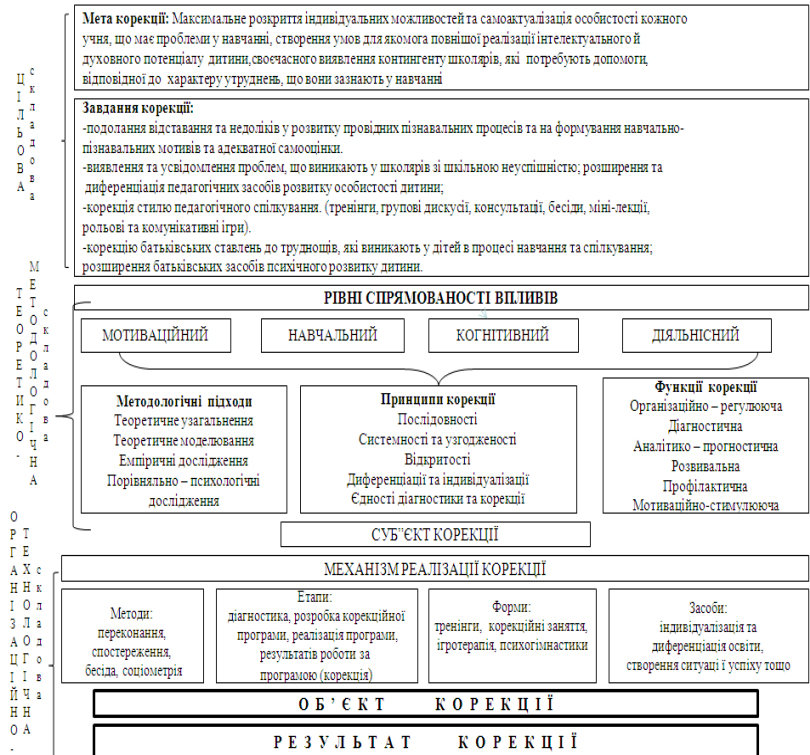 Мета корекції: Максимальне розкриття індивідуальних можливостей та самоактуалізація особистості кожного
учня, що має проблеми у навчанні, створення умов для якомога повнішої реалізації інтелектуального й
духовного потенціалу дитини,своєчасного виявлення контингенту школярів, які потребують допомоги,
відповідної до характеру утруднень, що вони зазнають у навчанні
ЦІЛЬОВА
складова
Завдання корекції:
-подолання відставання та недоліків у розвитку провідних пізнавальних процесів та на формування навчально-
пізнавальних мотивів та адекватної самооцінки.
-виявлення та усвідомлення проблем, що виникають у школярів зі шкільною неуспішністю; розширення та
диференціація педагогічних засобів розвитку особистості дитини;
-корекція стилю педагогічного спілкування. (тренінги, групові дискусії, консультації, бесіди, міні-лекції,
рольові та комунікативні ігри).
-корекцію батьківських ставлень до труднощів, які виникають у дітей в процесі навчання та спілкування;
розширення батьківських засобів психічного розвитку дитини.
ТЕОРЕТИКО-
МЕТОДОЛОГІЧНА
складова
РІВНІ СПРЯМОВАНОСТІ ВПЛИВІВ
МОТИВАЦІЙНИЙ
НАВЧАЛЬНИЙ
КОГНІТИВНИЙ
ДІЯЛЬНІСНИЙ
Методологічні підходи
Теоретичне узагальнення
Теоретичне моделювання
Емпіричні дослідження
Порівняльно – психологічні
дослідження
Принципи корекції
Послідовності
Системності та узгодженості
Відкритості
Диференціації та індивідуалізації
Єдності діагностики та корекції
Функції корекції
Організаційно – регулююча
Діагностична
Аналітико – прогностична
Розвивальна
Профілактична
Мотиваційно-стимулююча
СУБ"ЄКТ КОРЕКЦІЇ
ОРГАНІЗАЦІЙНО-
ТЕХНОЛОГІЧНА
складова
МЕХАНІЗМ РЕАЛІЗАЦІЇ КОРЕКЦІЇ
Методи:
переконання,
спостереження,
бесіда, соціометрія
Етапи:
діагностика, розробка корекційної
програми, реалізація програми,
результатів роботи за
програмою (корекція)
Форми:
тренінги, корекційні заняття,
ігротерапія, психогімнастики
Засоби:
індивідуалізація та
диференціація освіти,
створення ситуації успіху тощо
ОБ'ЄКТ КОРЕКЦІЇ
РЕЗУЛЬТАТ КОРЕКЦІЇ